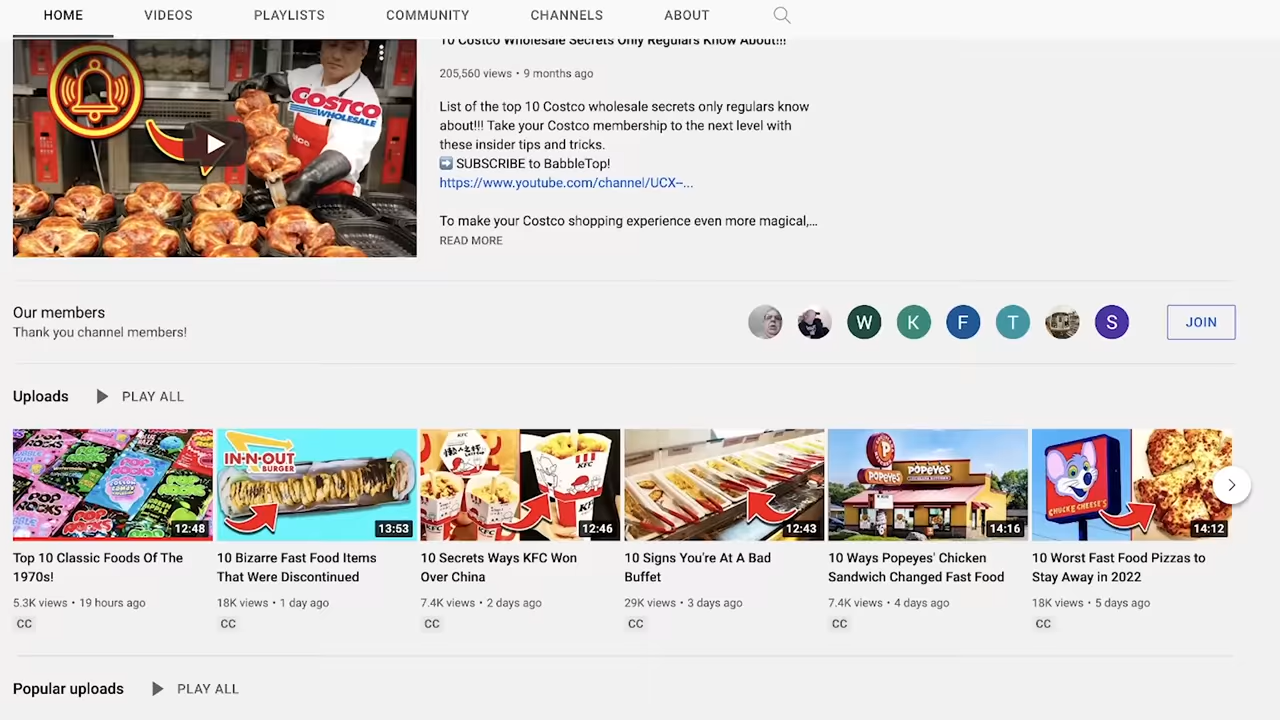 HOME VIDEOS PLAYLISTS COMMUNITY CHANNELS ABOUT
10 Costco Wholesale Secrets Only Regulars Know About!!!
205,560 views • 9 months ago
List of the top 10 Costco wholesale secrets only regulars know
about!!! Take your Costco membership to the next level with
these insider tips and tricks.
➡ SUBSCRIBE to BabbleTop!
https://www.youtube.com/channel/UCX-...
To make your Costco shopping experience even more magical,...
READ MORE
COSTCO
WHOLESALE
Our members
Thank you channel members!
W K F T S JOIN
Uploads PLAY ALL
POP ROCKS
IN-N-OUT
BURGER
KFC
KFC
POPEYES
POPEYES
CHUCK E CHEESE'S
12:48 13:53 12:46 12:43 14:16 14:12
Top 10 Classic Foods Of The
1970s!
5.3K views • 19 hours ago
CC
10 Bizarre Fast Food Items
That Were Discontinued
18K views • 1 day ago
CC
10 Secrets Ways KFC Won
Over China
7.4K views • 2 days ago
CC
10 Signs You're At A Bad
Buffet
29K views • 3 days ago
CC
10 Ways Popeyes' Chicken
Sandwich Changed Fast Food
7.4K views • 4 days ago
CC
10 Worst Fast Food Pizzas to
Stay Away in 2022
18K views • 5 days ago
CC
Popular uploads PLAY ALL